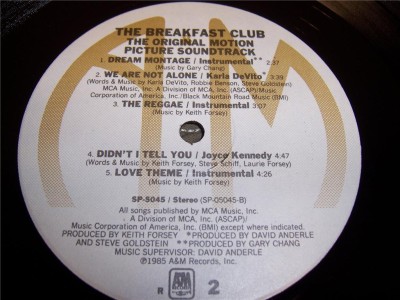 THE BREAKFAST CLUB
THE ORIGINAL MOTION
PICTURE SOUNDTRACK
1. DREAM MONTAGE / Instrumental** 2:37
(Music by Gary Chang)
2. WE ARE NOT ALONE / Karla DeVito* 3:39
(Words & Music by Karla DeVito, Robbie Benson, Steve Goldstein)
MCA Music, Inc. · A Division of MCA, Inc. (ASCAP)/Music
Corporation of America, Inc./Black Mountain Road Music (BMI)
3. THE REGGAE / Instrumental 3:07
(Music by Keith Forsey)
4. DIDN'T I TELL YOU / Joyce Kennedy 4:47
(Words & Music by Keith Forsey, Steve Schiff, Laurie Forsey)
5. LOVE THEME / Instrumental 4:26
(Music by Keith Forsey)
SP-5045 / Stereo (SP-05045-B)
All songs published by MCA Music, Inc.
A Division of MCA, Inc. (ASCAP)/
Music Corporation of America, Inc. (BMI) except where indicated.
PRODUCED BY KEITH FORSEY *PRODUCED BY DAVID ANDERLE
AND STEVE GOLDSTEIN **PRODUCED BY GARY CHANG
MUSIC SUPERVISOR: DAVID ANDERLE
℗1985 A&M Records, Inc.
R A&M 2